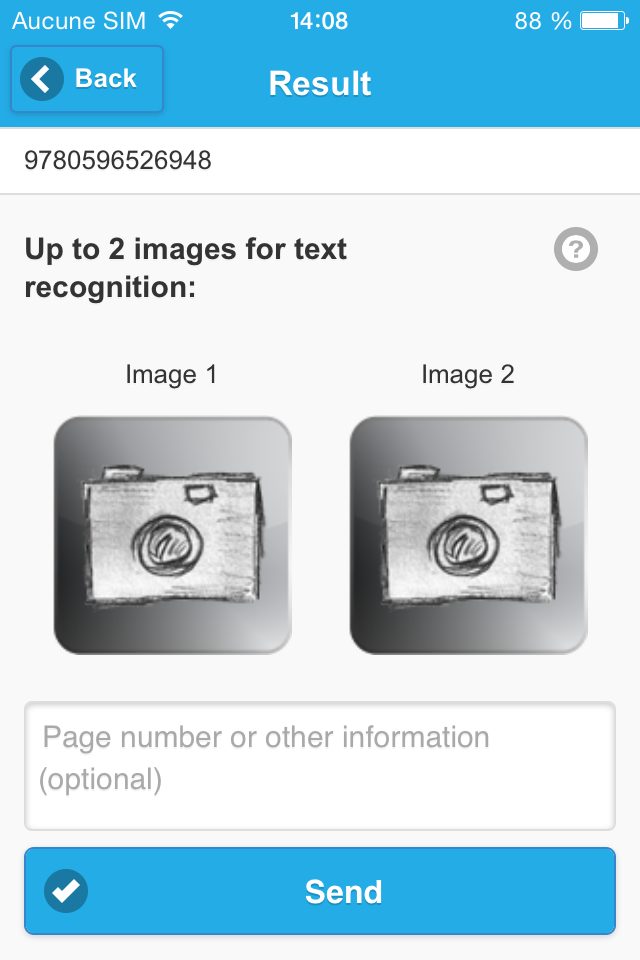 Aucune SIM 14:08 88 %
Back Result
9780596526948
Up to 2 images for text
recognition:
?
Image 1 Image 2
Page number or other information
(optional)
Send